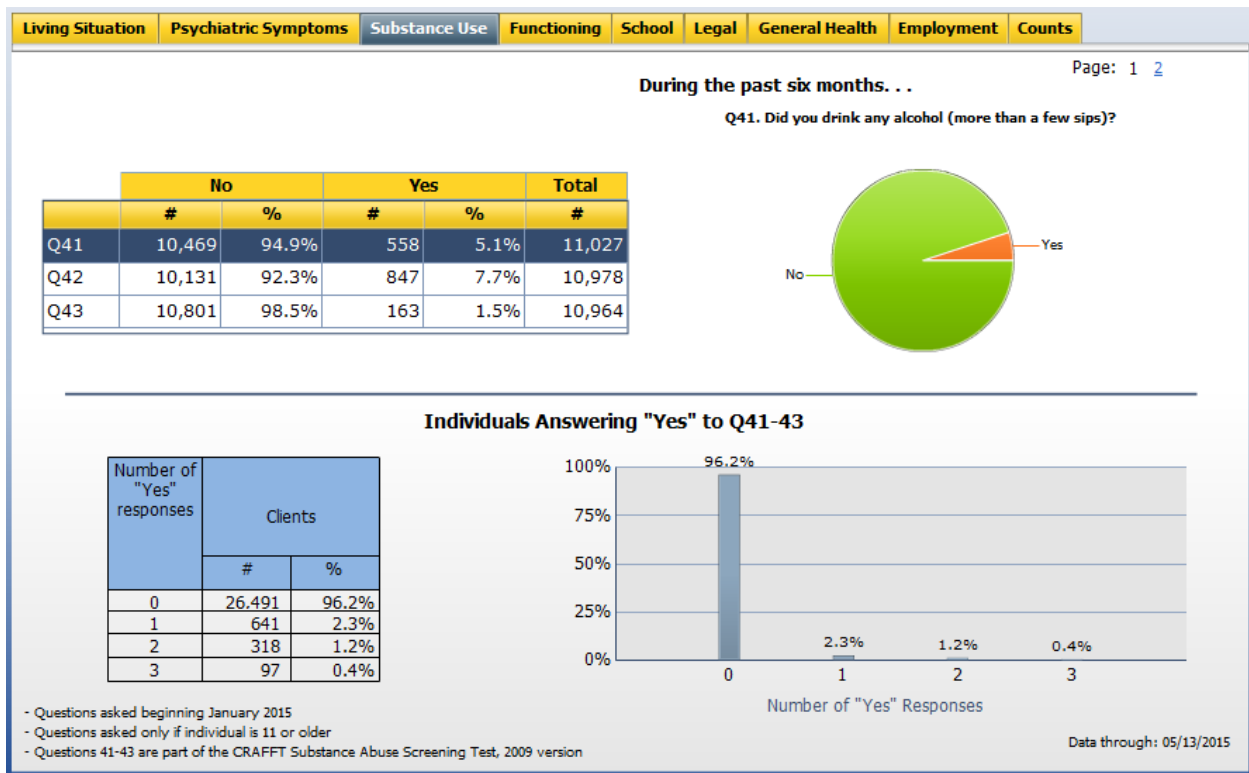 Living Situation Psychiatric Symptoms Substance Use Functioning School Legal General Health Employment Counts
Page: 1 2
During the past six months. . .
Q41. Did you drink any alcohol (more than a few sips)?
No Yes Total
# % # % #
Q41 10,469 94.9% 558 5.1% 11,027
Q42 10,131 92.3% 847 7.7% 10,978
Q43 10,801 98.5% 163 1.5% 10,964
Yes
No
Individuals Answering "Yes" to Q41-43
Number of
"Yes"
responses
Clients
# %
0 26.491 96.2%
1 641 2.3%
2 318 1.2%
3 97 0.4%
100%
75%
50%
25%
0%
96.2%
2.3%
1.2%
0.4%
0 1 2 3
Number of "Yes" Responses
- Questions asked beginning January 2015
- Questions asked only if individual is 11 or older
- Questions 41-43 are part of the CRAFFT Substance Abuse Screening Test, 2009 version
Data through: 05/13/2015